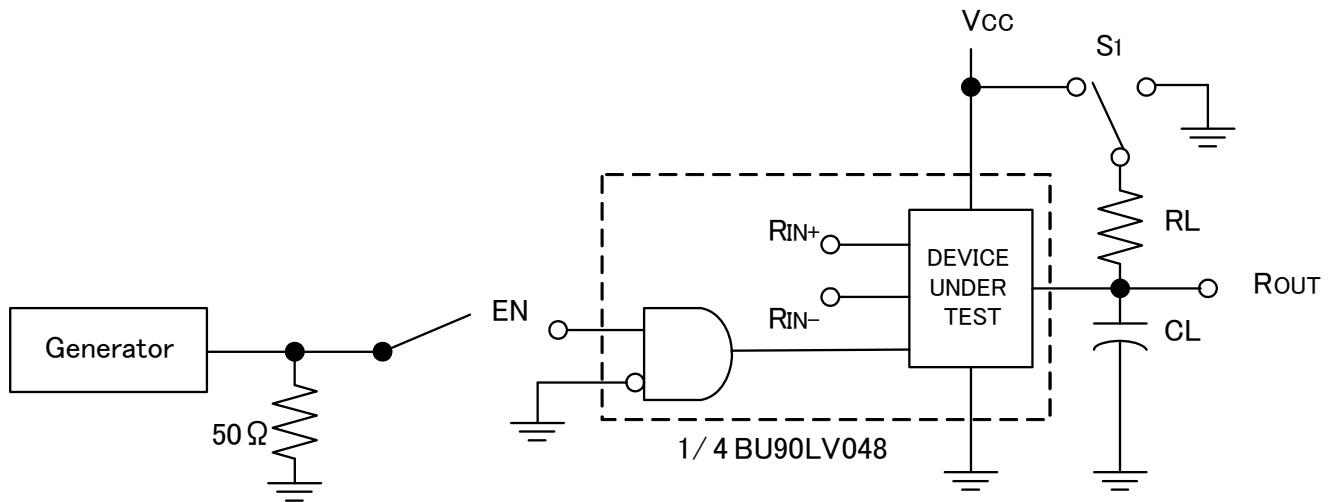 VCC
S1
RIN+
RL
DEVICE
UNDER
TEST
ROUT
EN
RIN-
CL
Generator
50Ω
1/4 BU90LV048